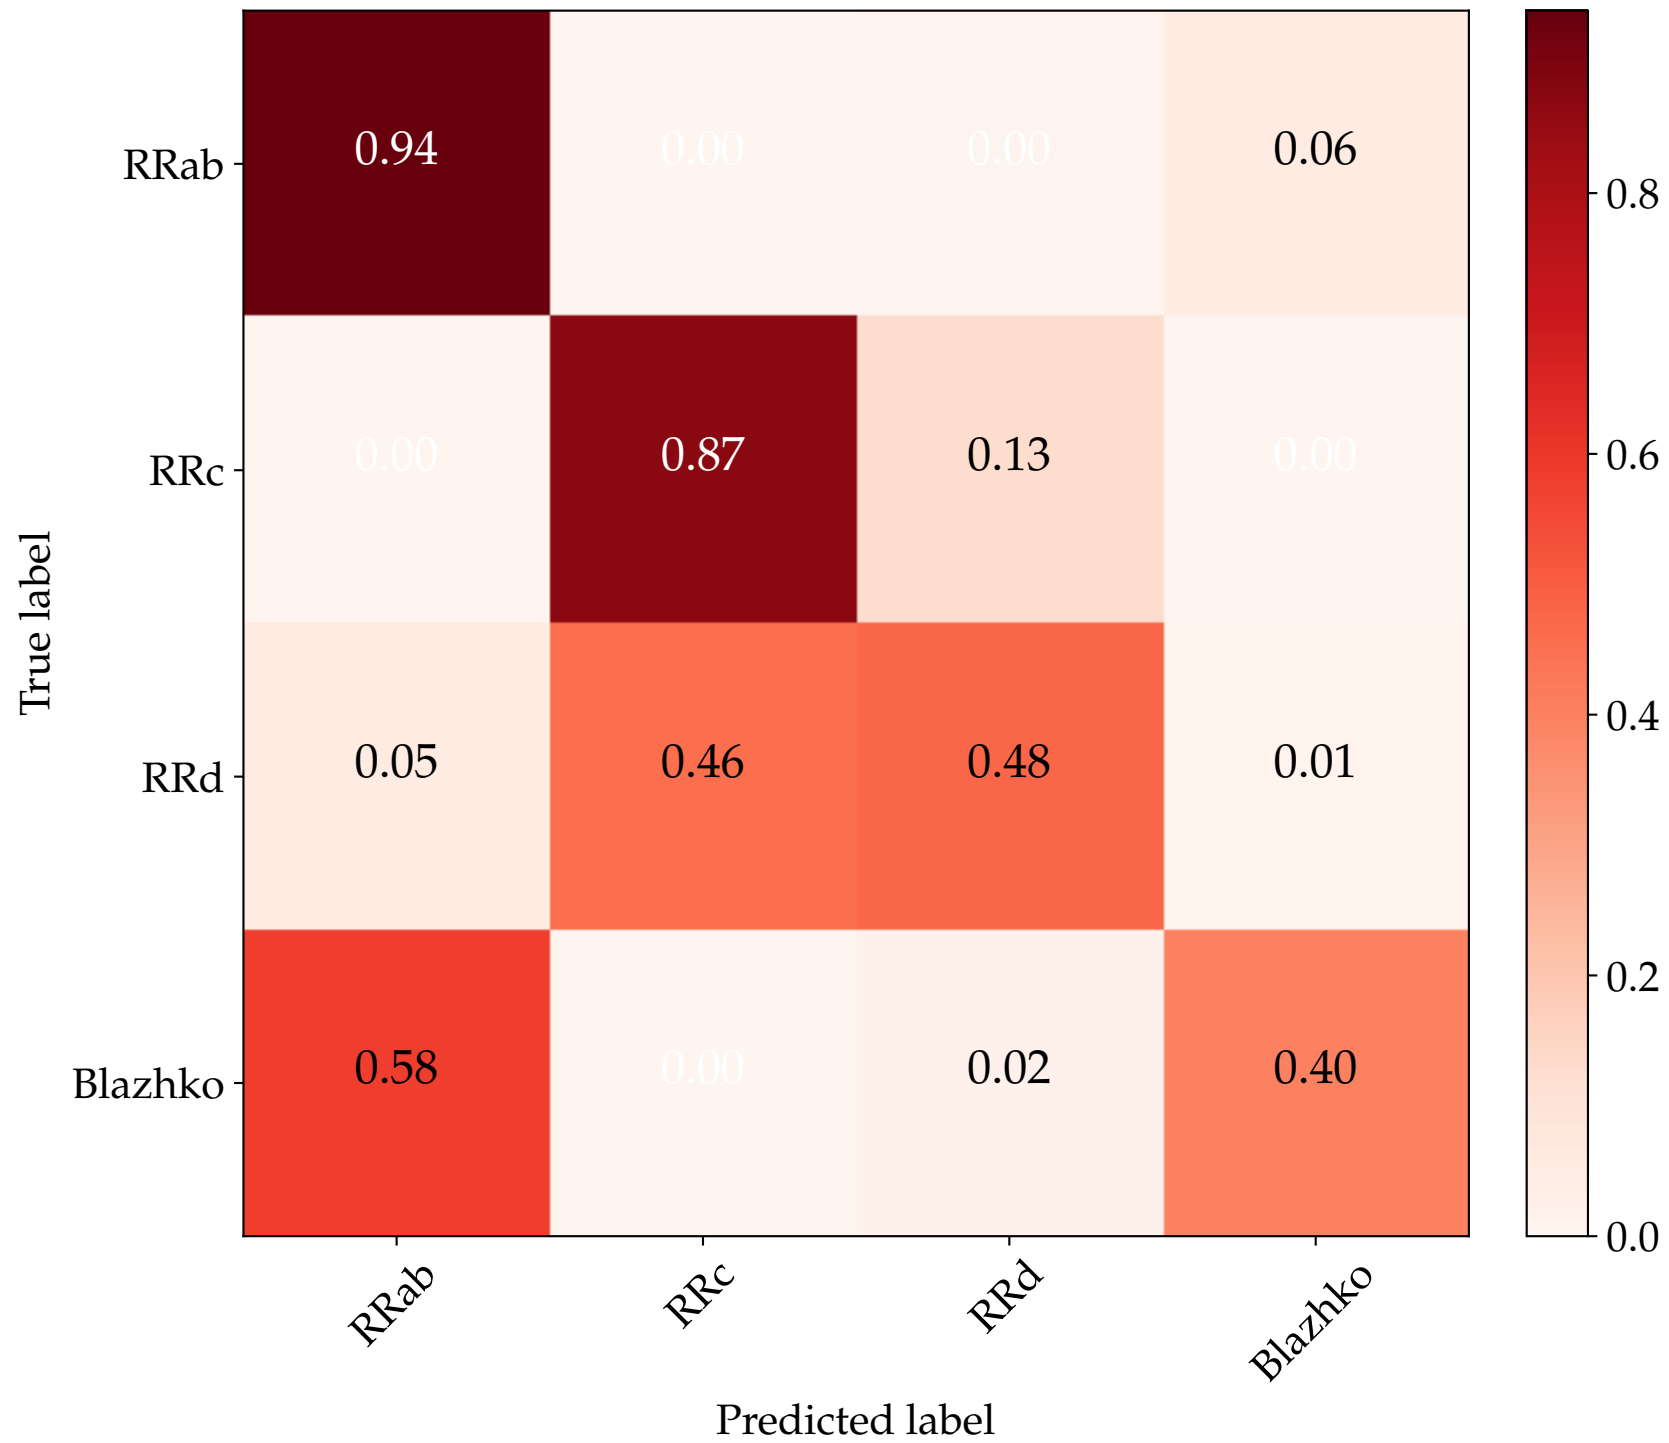 RRab 0.94 0.00 0.00 0.06
RRc 0.00 0.87 0.13 0.00
RRd 0.05 0.46 0.48 0.01
Blazhko 0.58 0.00 0.02 0.40
RRab RRc RRd Blazhko
True label
Predicted label
0.8
0.6
0.4
0.2
0.0